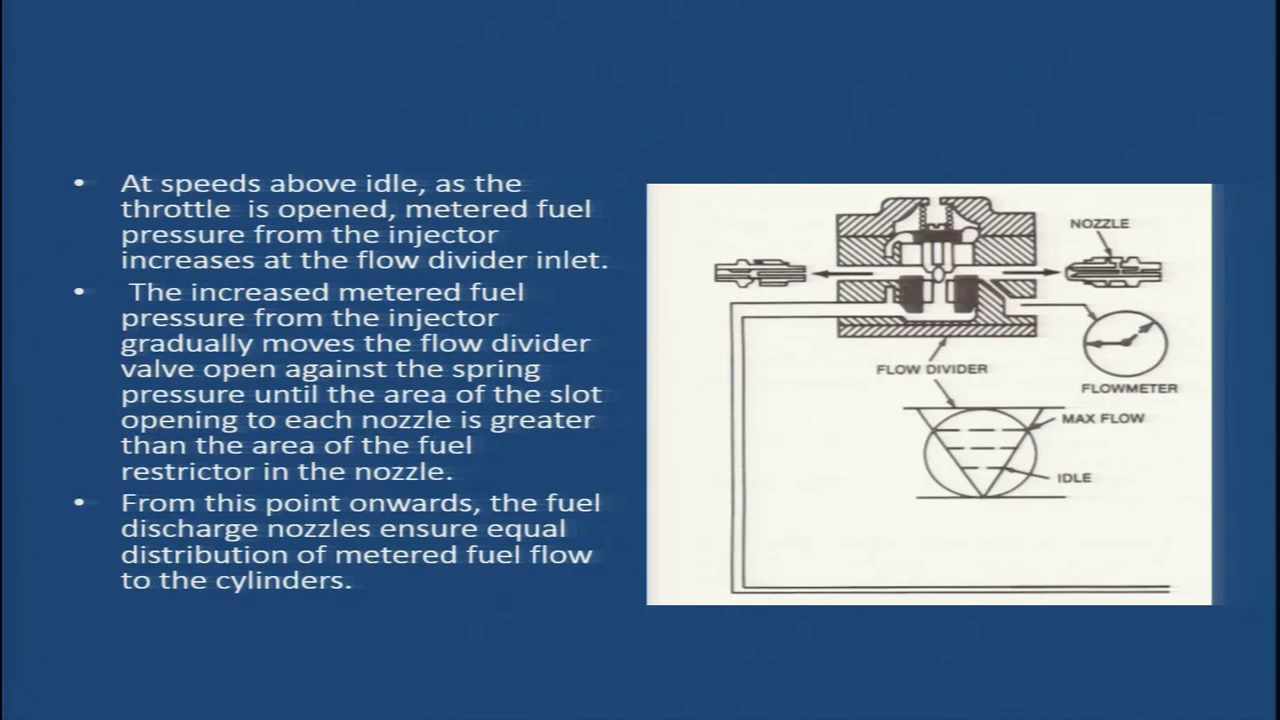 • At speeds above idle, as the
throttle is opened, metered fuel
pressure from the injector
increases at the flow divider inlet.
• The increased metered fuel
pressure from the injector
gradually moves the flow divider
valve open against the spring
pressure until the area of the slot
opening to each nozzle is greater
than the area of the fuel
restrictor in the nozzle.
• From this point onwards, the fuel
discharge nozzles ensure equal
distribution of metered fuel flow
to the cylinders.
NOZZLE
FLOW DIVIDER
FLOWMETER
MAX FLOW
IDLE